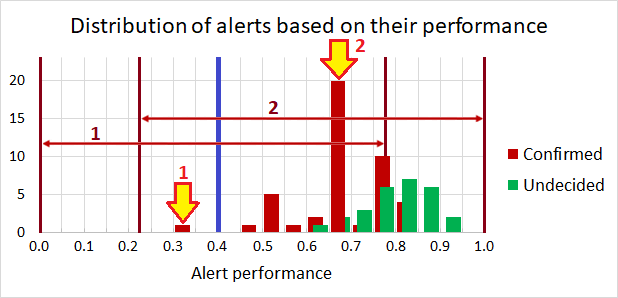 Distribution of alerts based on their performance
2
20
15
2
1
10
1
5
0
0.0 0.1 0.2 0.3 0.4 0.5 0.6 0.7 0.8 0.9 1.0
Alert performance
Confirmed
Undecided